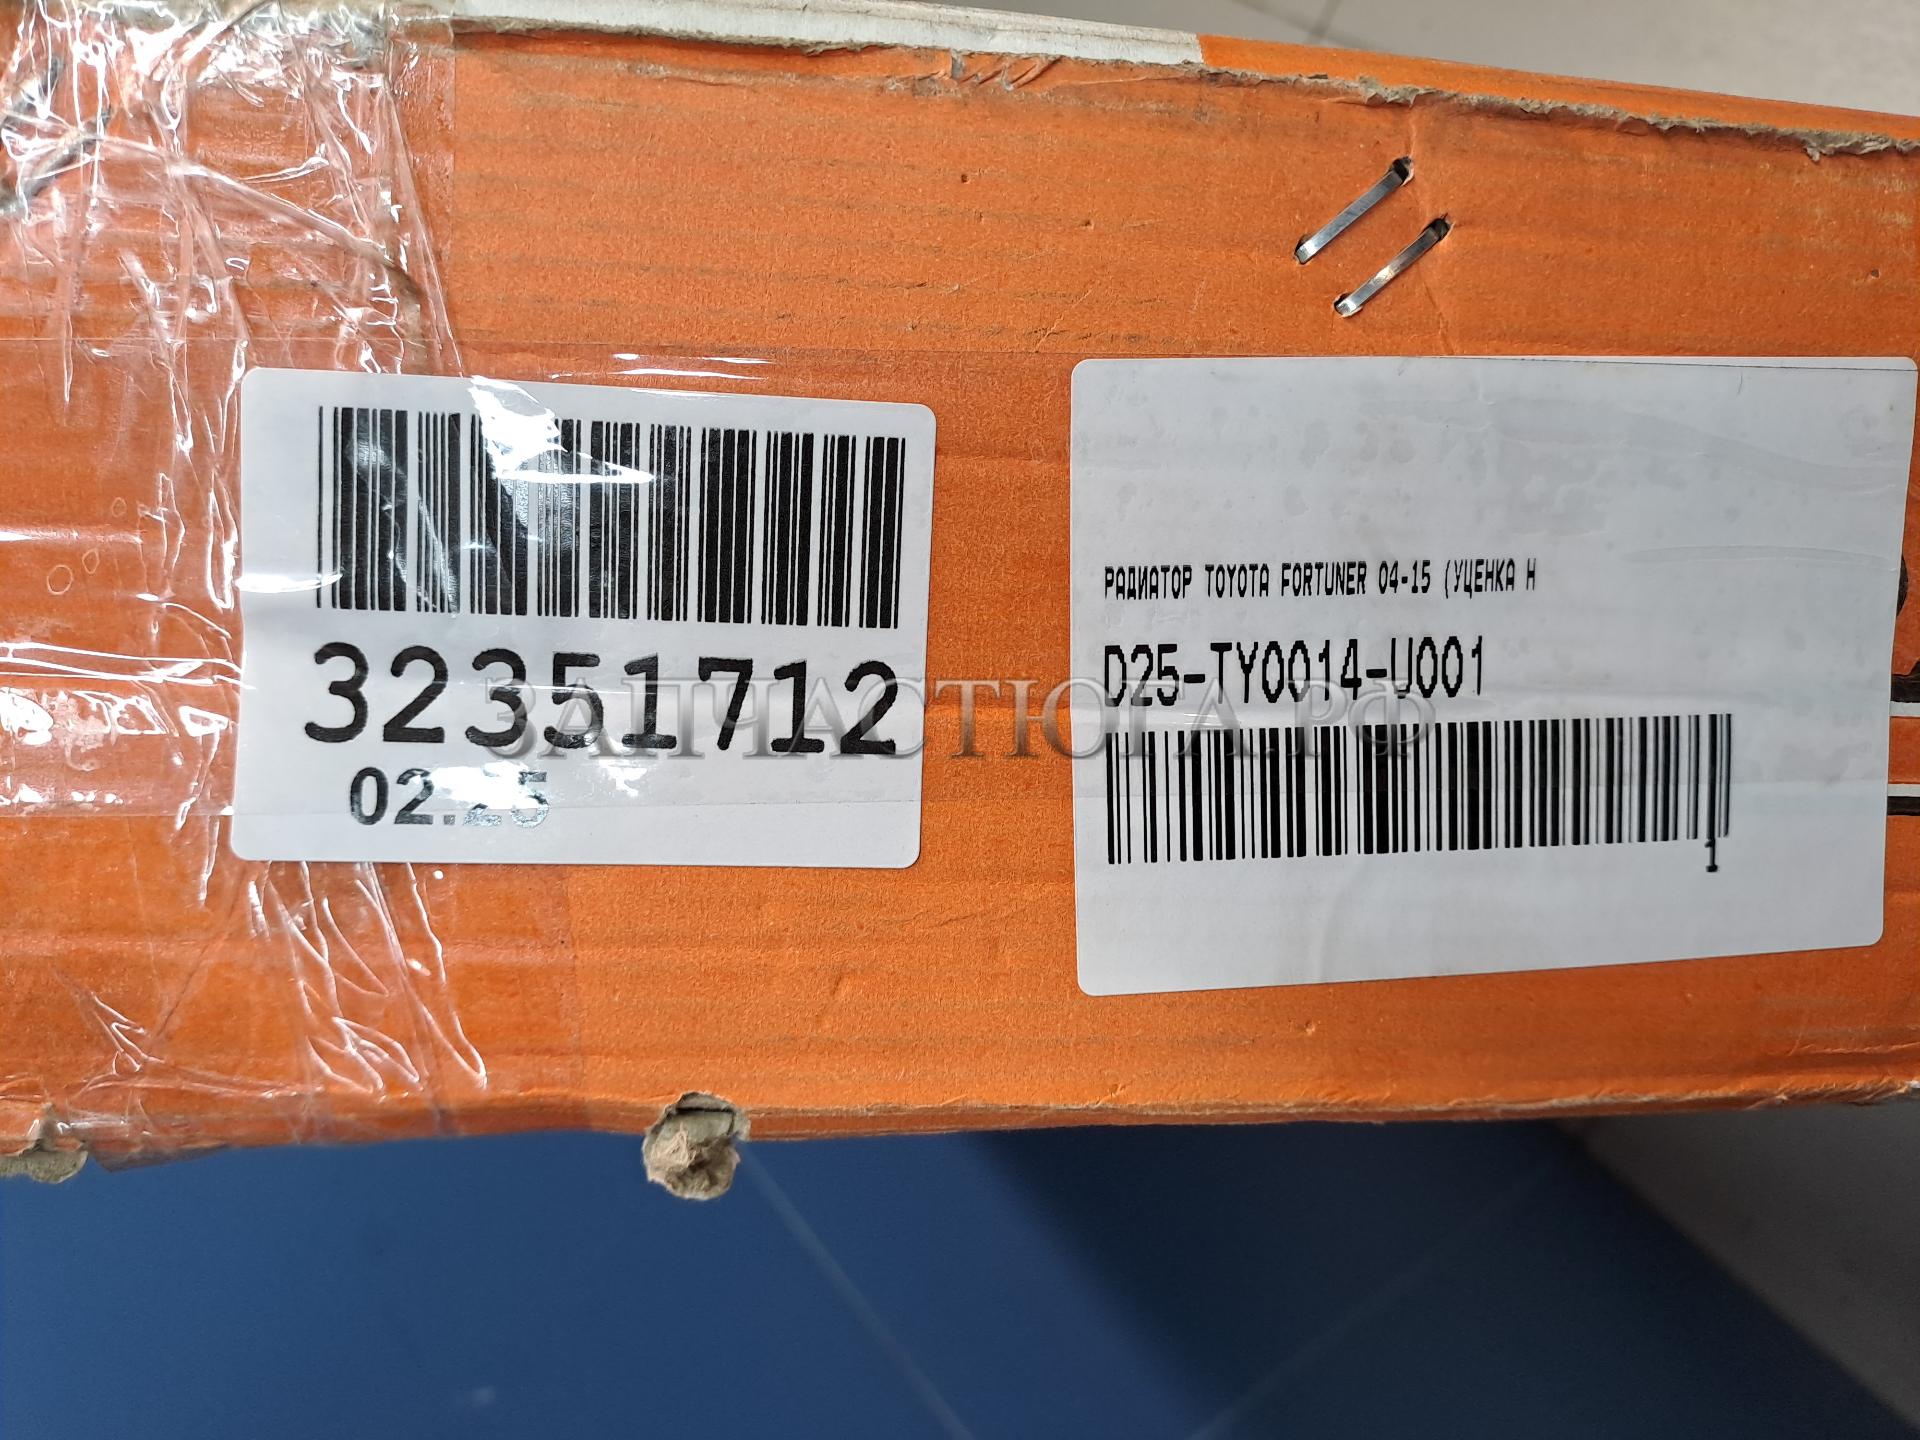 32351712
02.25
РАДИАТОР TOYOTA FORTUNER 04-15 (УЦЕНКА Н
D25-TY0014-U001
1
ЗАПЧАСТЮГА.РФ